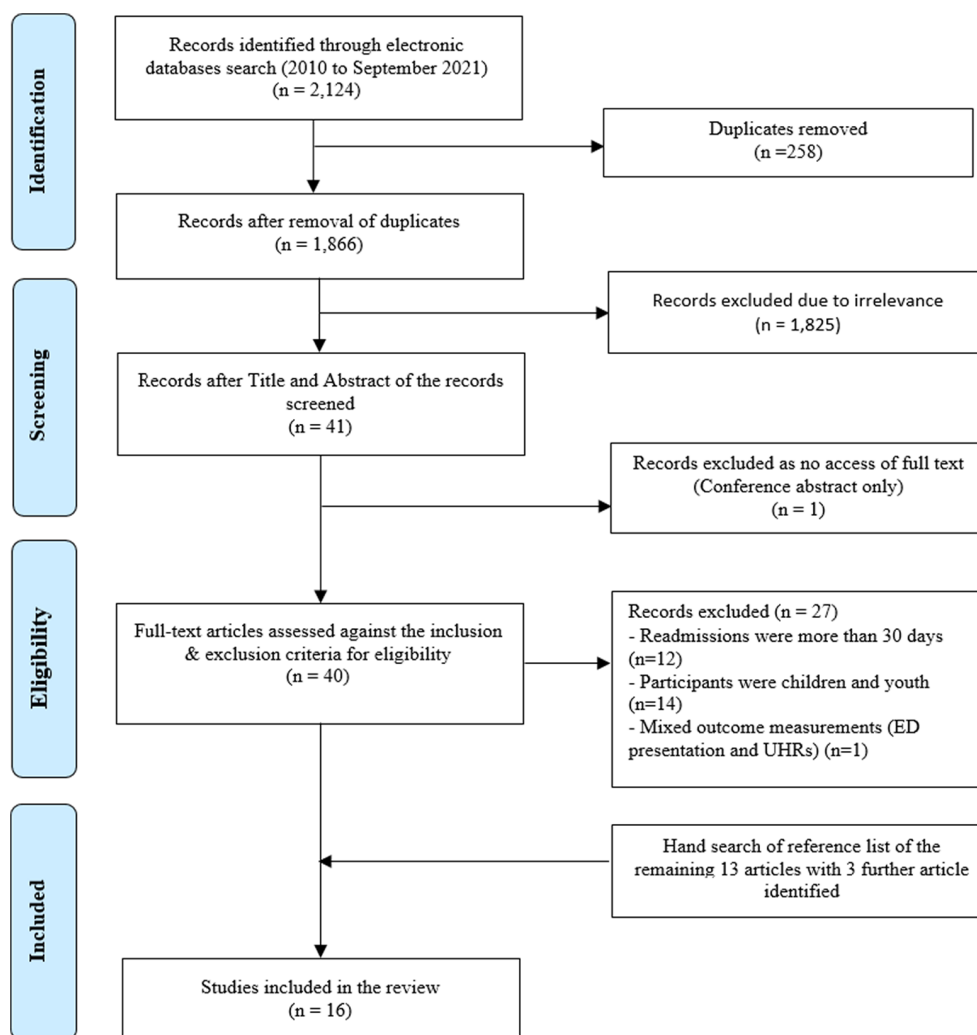 Identification
Records identified through electronic
databases search (2010 to September 2021)
(n = 2,124)
Duplicates removed
(n =258)
Records after removal of duplicates
(n = 1,866)
Screening
Records excluded due to irrelevance
(n = 1,825)
Records after Title and Abstract of the records
screened
(n = 41)
Records excluded as no access of full text
(Conference abstract only)
(n = 1)
Eligibility
Full-text articles assessed against the inclusion
& exclusion criteria for eligibility
(n = 40)
Records excluded (n = 27)
- Readmissions were more than 30 days
(n=12)
- Participants were children and youth
(n=14)
- Mixed outcome measurements (ED
presentation and UHRs) (n=1)
Included
Hand search of reference list of the
remaining 13 articles with 3 further article
identified
Studies included in the review
(n = 16)